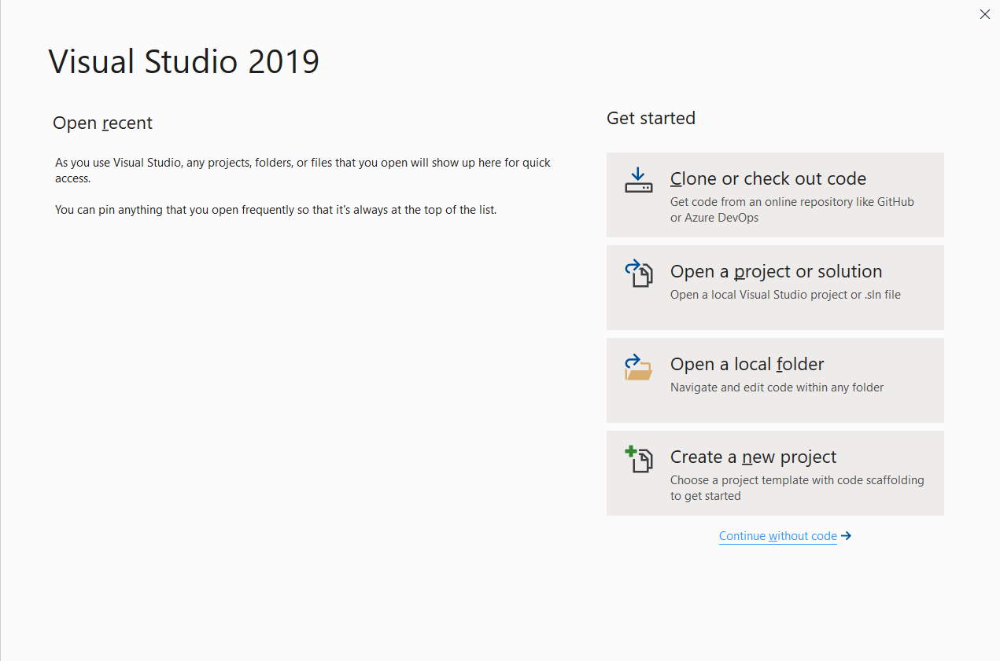 Visual Studio 2019
Open recent
As you use Visual Studio, any projects, folders, or files that you open will show up here for quick
access.
You can pin anything that you open frequently so that it's always at the top of the list.
Get started
Clone or check out code
Get code from an online repository like GitHub
or Azure DevOps
Open a project or solution
Open a local Visual Studio project or .sln file
Open a local folder
Navigate and edit code within any folder
Create a new project
Choose a project template with code scaffolding
to get started
Continue without code